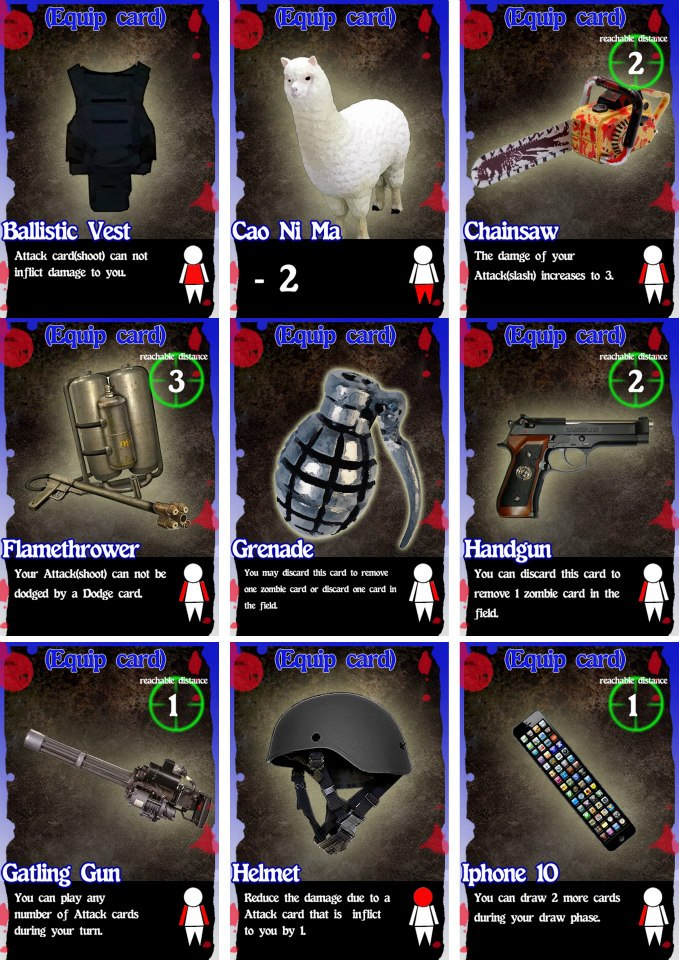 (Equip card)
Ballistic Vest
Attack card(shoot) can not
inflict damage to you.
(Equip card)
Cao Ni Ma
- 2
(Equip card)
reachable distance
2
Chainsaw
The damge of your
Attack(slash) increases to 3.
(Equip card)
reachable distance
3
Flamethrower
Your Attack(shoot) can not be
dodged by a Dodge card.
(Equip card)
Grenade
You may discard this card to remove
one zombie card or discard one card in
the field.
(Equip card)
reachable distance
2
Handgun
You can discard this card to
remove 1 zombie card in the
field.
(Equip card)
reachable distance
1
Gatling Gun
You can play any
number of Attack cards
during your turn.
(Equip card)
Helmet
Reduce the damage due to a
Attack card that is inflict
to you by 1.
(Equip card)
reachable distance
1
Iphone 10
You can draw 2 more cards
during your draw phase.